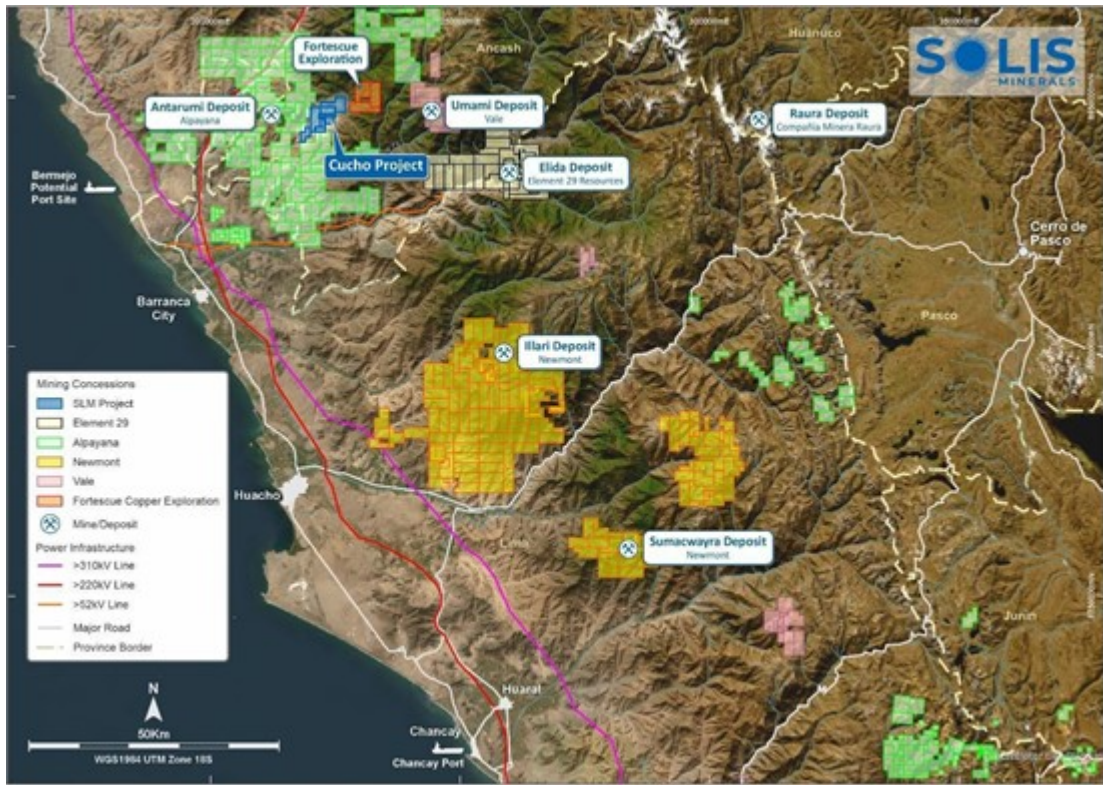 SOLIS
MINERALS
Ancash
Huanuco
Fortescue
Exploration
Antarumi Deposit
Alpayana
Umami Deposit
Vale
Raura Deposit
Compañia Minera Raura
Cucho Project
Elida Deposit
Element 29 Resources
Bermejo
Potential
Port Site
Cerro de
Pasco
Barranca
City
Pasco
Illari Deposit
Newmont
Mining Concessions
SLM Project
Element 29
Alpayana
Newmont
Vale
Fortescue Copper Exploration
Mine/Deposit
Power Infrastructure
>310kV Line
>220kV Line
>52kV Line
Major Road
Province Border
Huacho
Lima
Sumacwayra Deposit
Newmont
Junin
N
50Km
WGS1984 UTM Zone 18S
Huaral
Chancay
Chancay Port